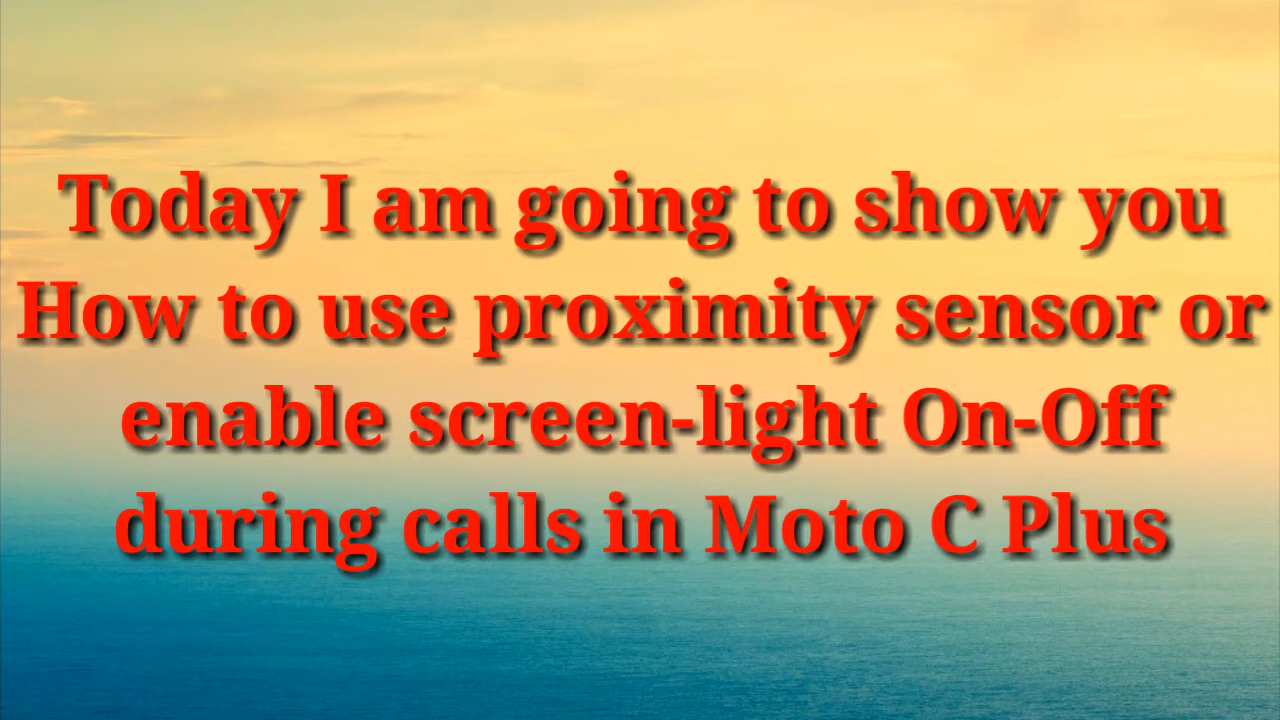 Today I am going to show you
How to use proximity sensor or
enable screen-light On-Off
during calls in Moto C Plus